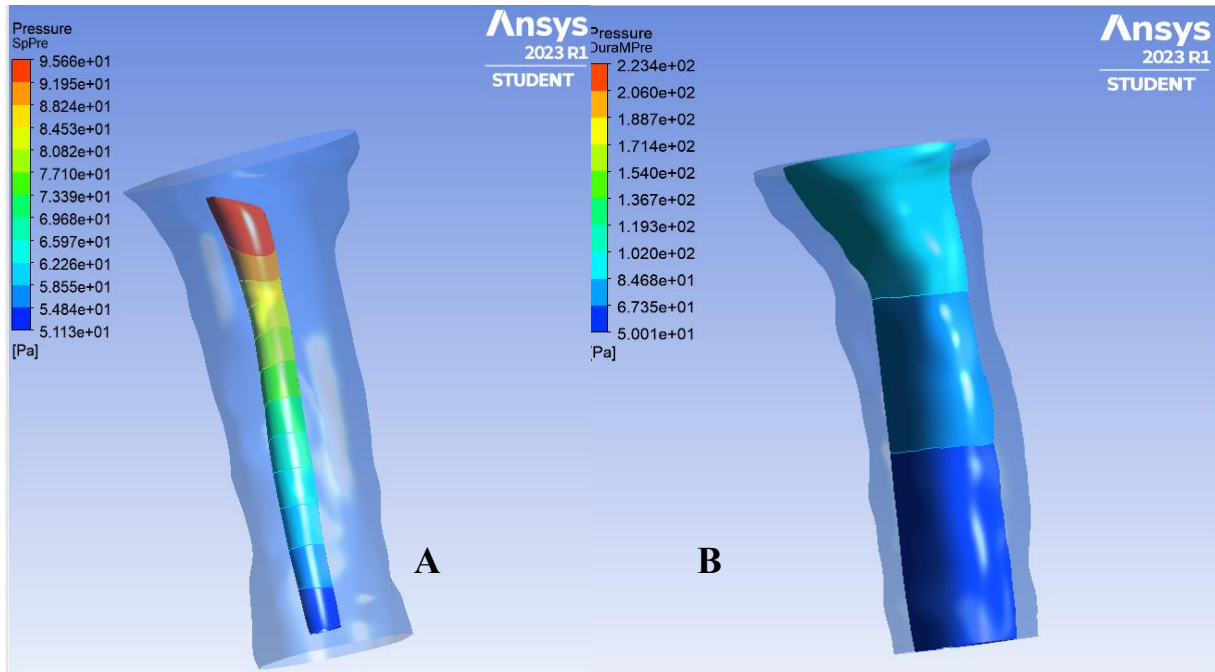 Pressure
SpPre
9.566e+01
9.195e+01
8.824e+01
8.453e+01
8.082e+01
7.710e+01
7.339e+01
6.968e+01
6.597e+01
6.226e+01
5.855e+01
5.484e+01
5.113e+01
[Pa]
Ansys
2023 R1
STUDENT
A
Pressure
DuraMPre
2.234e+02
2.060e+02
1.887e+02
1.714e+02
1.540e+02
1.367e+02
1.193e+02
1.020e+02
8.468e+01
6.735e+01
5.001e+01
[Pa]
Ansys
2023 R1
STUDENT
B